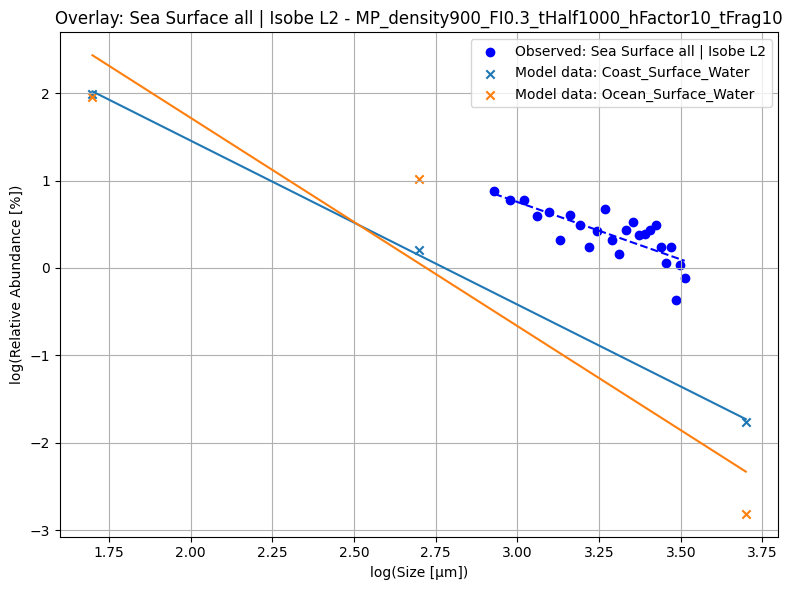 Overlay: Sea Surface all | Isobe L2 - MP_density900_FI0.3_tHalf1000_hFactor10_tFrag10
Observed: Sea Surface all | Isobe L2
Model data: Coast_Surface_Water
Model data: Ocean_Surface_Water
log(Relative Abundance [%])
2
1
0
−1
−2
−3
1.75
2.00
2.25
2.50
2.75
3.00
3.25
3.50
3.75
log(Size [μm])